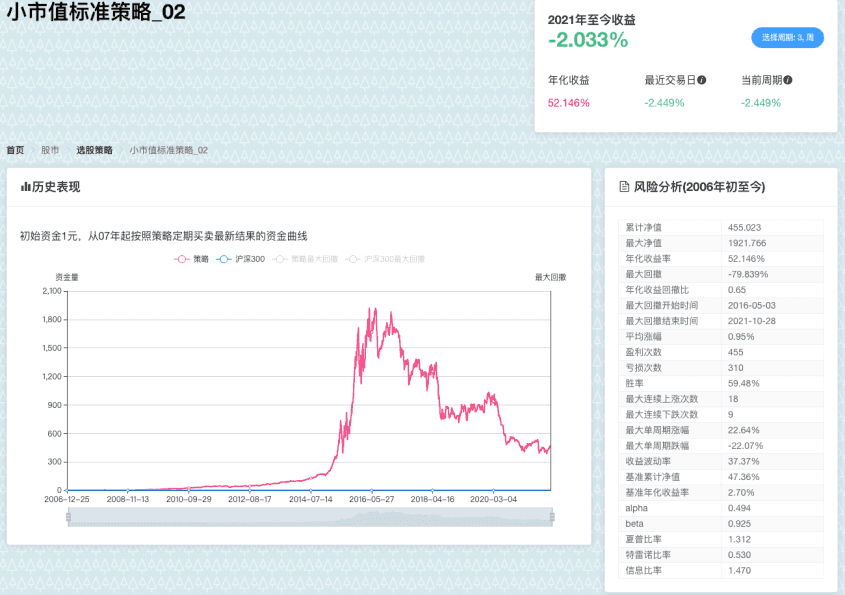 小市值标准策略_02
2021年至今收益
-2.033%
选择周期: 3, 周
年化收益 最近交易日 当前周期
52.146% -2.449% -2.449%
首页 股市 选股策略 小市值标准策略_02
历史表现
初始资金1元，从07年起按照策略定期买卖最新结果的资金曲线
策略 沪深300 策略最大回撤 沪深300最大回撤
资金量 最大回撤
2,100
1,800
1,500
1,200
900
600
300
0
2006-12-25 2008-11-13 2010-09-29 2012-08-17 2014-07-14 2016-05-27 2018-04-16 2020-03-04
风险分析(2006年初至今)
累计净值 455.023
最大净值 1921.766
年化收益率 52.146%
最大回撤 -79.839%
年化收益回撤比 0.65
最大回撤开始时间 2016-05-03
最大回撤结束时间 2021-10-28
平均涨幅 0.95%
盈利次数 455
亏损次数 310
胜率 59.48%
最大连续上涨次数 18
最大连续下跌次数 9
最大单周期涨幅 22.64%
最大单周期跌幅 -22.07%
收益波动率 37.37%
基准累计净值 47.36%
基准年化收益率 2.70%
alpha 0.494
beta 0.925
夏普比率 1.312
特雷诺比率 0.530
信息比率 1.470